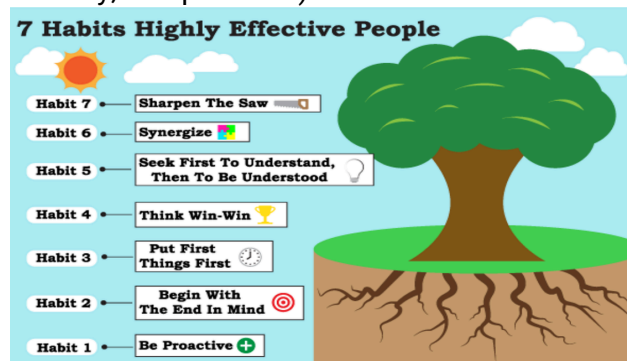 7 Habits Highly Effective People
Habit 7
Sharpen The Saw
Habit 6
Synergize
Habit 5
Seek First To Understand,
Then To Be Understood
Habit 4
Think Win-Win
Habit 3
Put First
Things First
Habit 2
Begin With
The End In Mind
Habit 1
Be Proactive